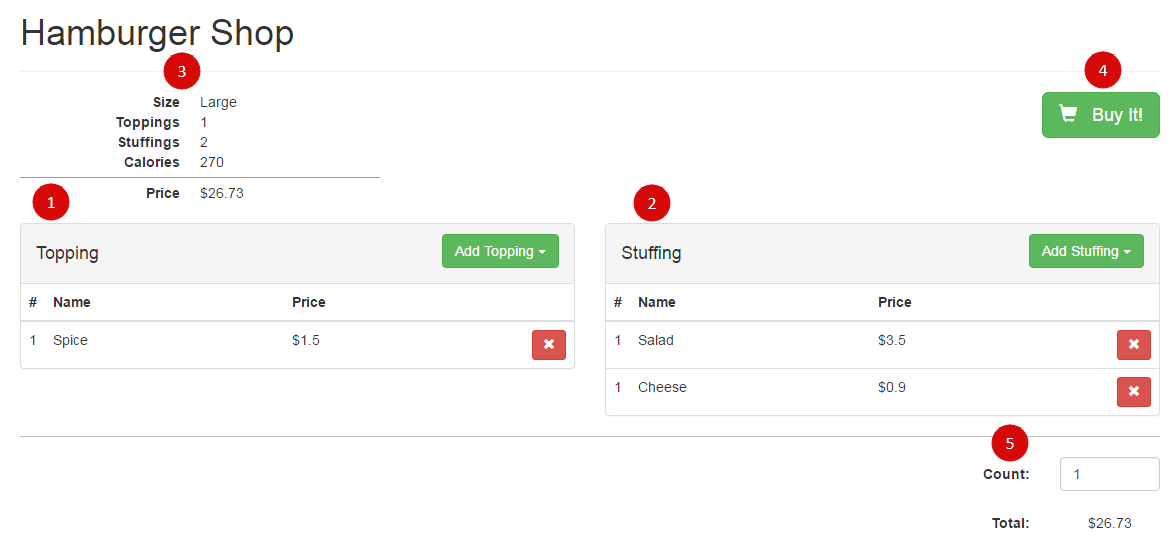 Hamburger Shop
3
4
Size Large
Toppings 1
Stuffings 2
Calories 270
Buy It!
Price $26.73
1
2
Topping Add Topping
# Name Price
1 Spice $1.5
Stuffing Add Stuffing
# Name Price
1 Salad $3.5
1 Cheese $0.9
5
Count: 1
Total: $26.73